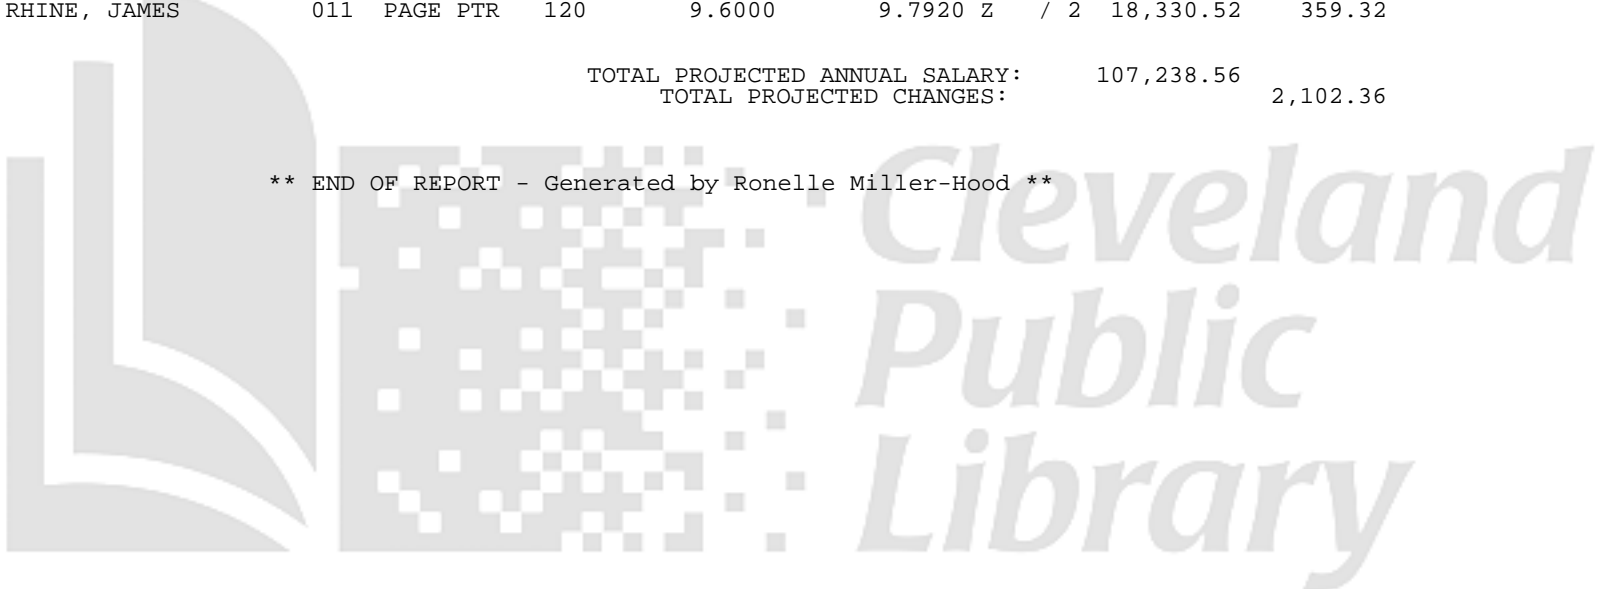 RHINE, JAMES 011 PAGE PTR 120 9.6000 9.7920 Z / 2 18,330.52 359.32
TOTAL PROJECTED ANNUAL SALARY: 107,238.56
TOTAL PROJECTED CHANGES: 2,102.36
** END OF REPORT - Generated by Ronelle Miller-Hood **
Cleveland
Public
Library